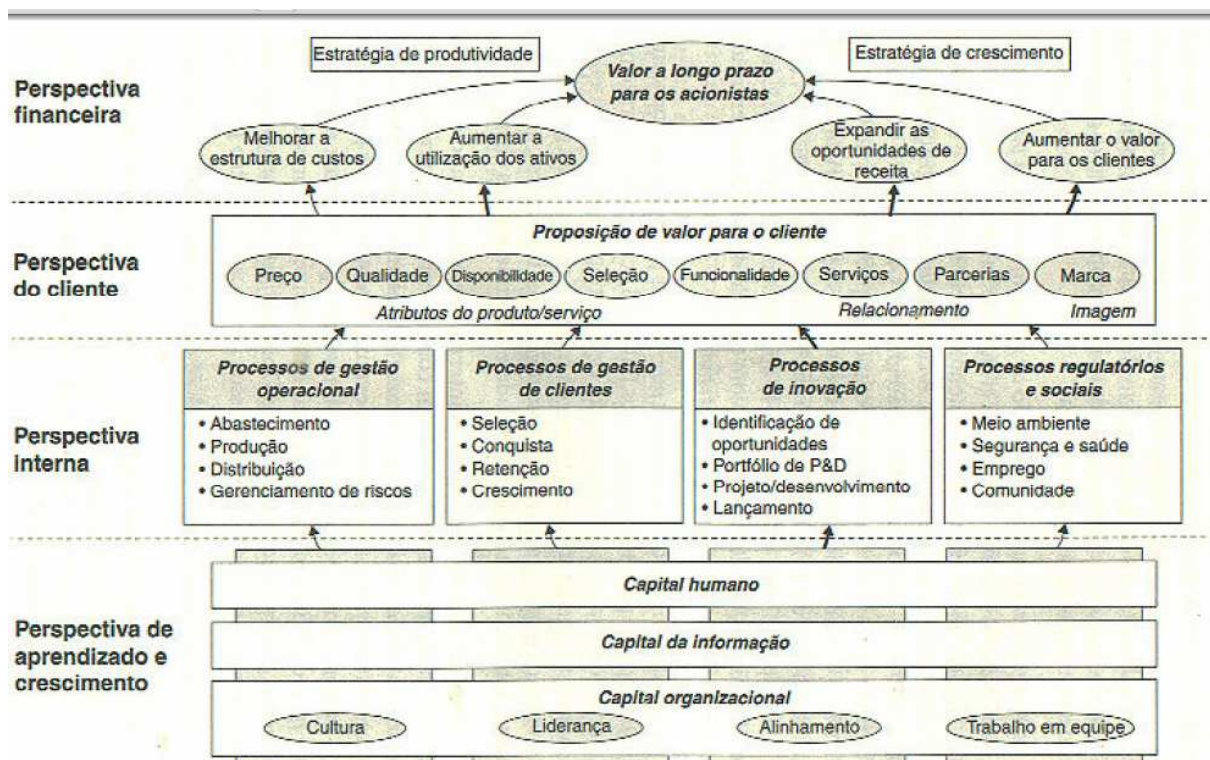 Estratégia de produtividade
Estratégia de crescimento
Valor a longo prazo
para os acionistas
Perspectiva
financeira
Melhorar a
estrutura de custos
Aumentar a
utilização dos ativos
Expandir as
oportunidades de
receita
Aumentar o valor
para os clientes
Perspectiva
do cliente
Proposição de valor para o cliente
Preço
Qualidade
Disponibilidade
Seleção
Funcionalidade
Serviços
Parcerias
Marca
Atributos do produto/serviço
Relacionamento
Imagem
Perspectiva
interna
Processos de gestão
operacional
• Abastecimento
• Produção
• Distribuição
• Gerenciamento de riscos
Processos de gestão
de clientes
• Seleção
• Conquista
• Retenção
• Crescimento
Processos
de inovação
• Identificação de
oportunidades
• Portfólio de P&D
• Projeto/desenvolvimento
• Lançamento
Processos regulatórios
e sociais
• Meio ambiente
• Segurança e saúde
• Emprego
• Comunidade
Perspectiva de
aprendizado e
crescimento
Capital humano
Capital da informação
Capital organizacional
Cultura
Liderança
Alinhamento
Trabalho em equipe